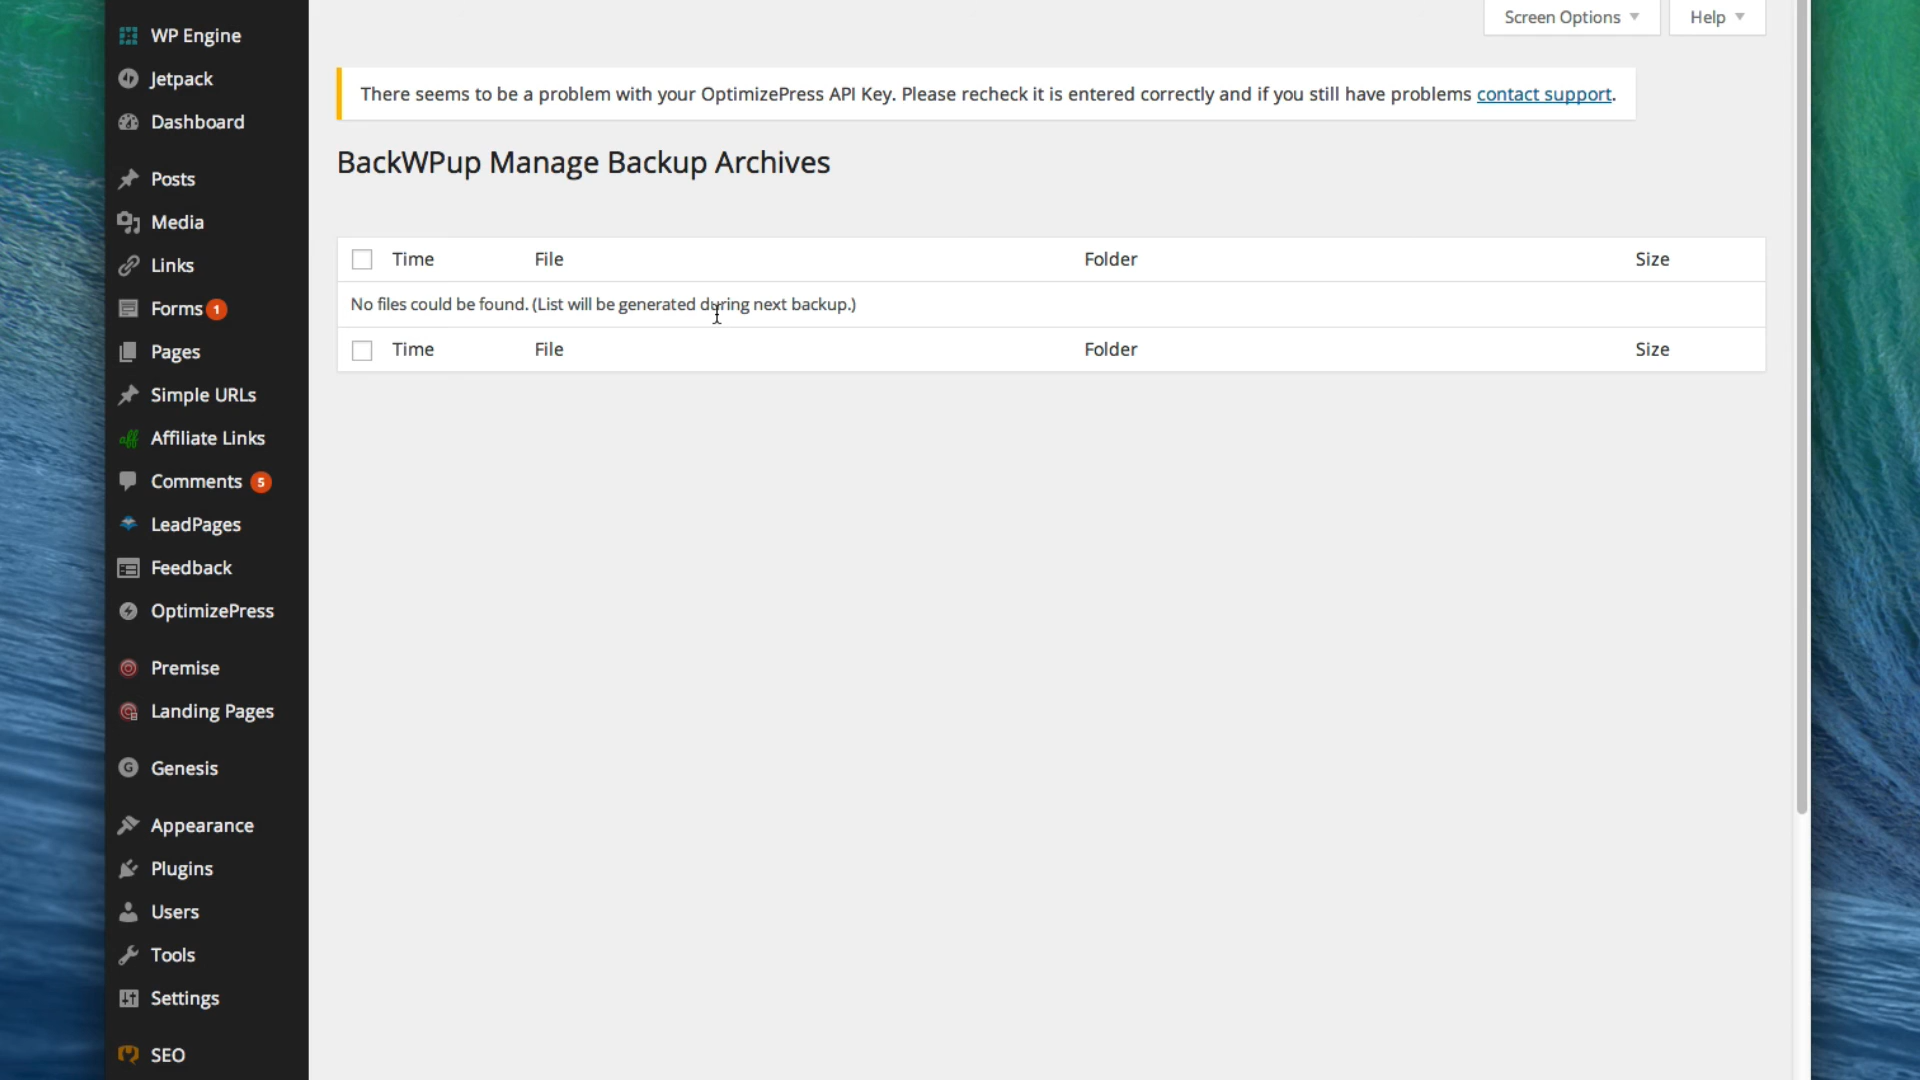 WP Engine
Jetpack
Dashboard
Posts
Media
Links
Forms 1
Pages
Simple URLs
aff Affiliate Links
Comments 5
LeadPages
Feedback
OptimizePress
Premise
Landing Pages
G Genesis
Appearance
Plugins
Users
Tools
Settings
SEO
Screen Options Help
There seems to be a problem with your OptimizePress API Key. Please recheck it is entered correctly and if you still have problems contact support.
BackWPup Manage Backup Archives
Time File Folder Size
No files could be found. (List will be generated during next backup.)
Time File Folder Size